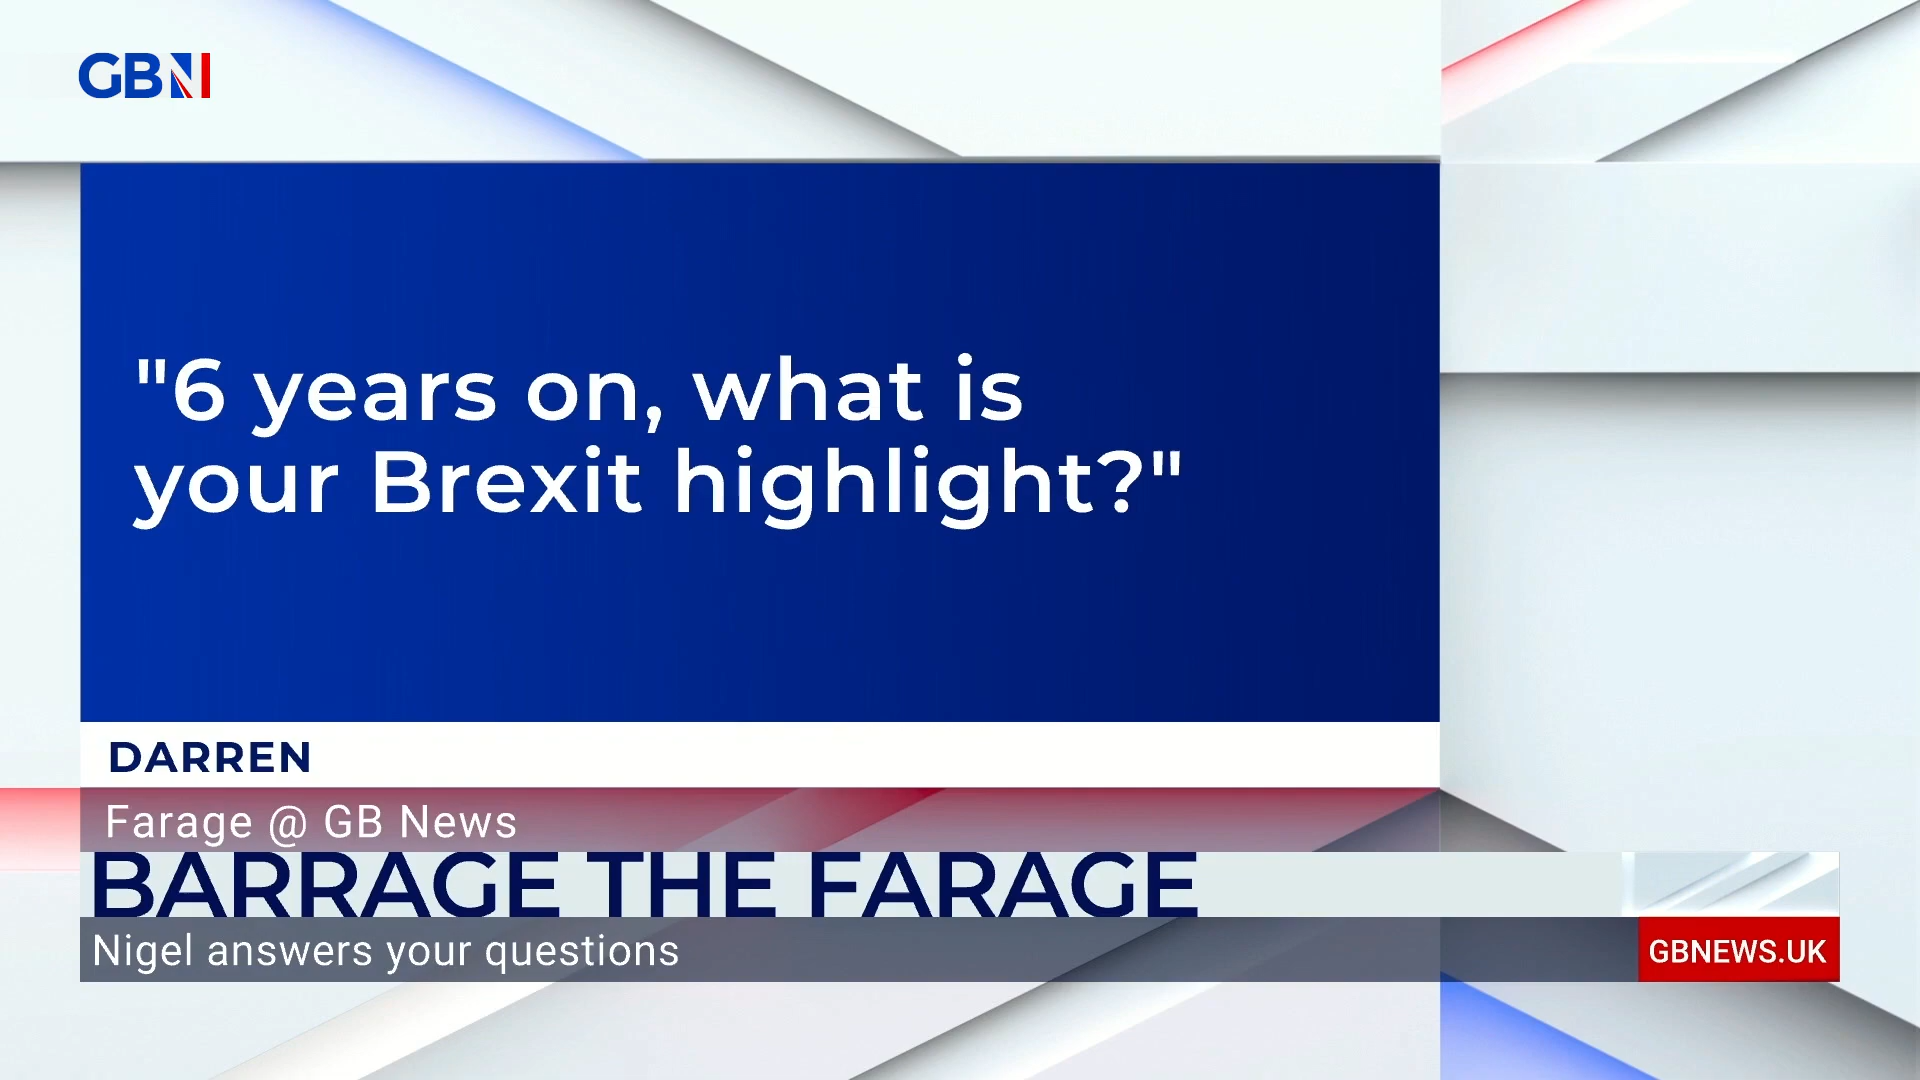 GBN
"6 years on, what is
your Brexit highlight?"
DARREN
Farage @ GB News
BARRAGE THE FARAGE
Nigel answers your questions
GBNEWS.UK